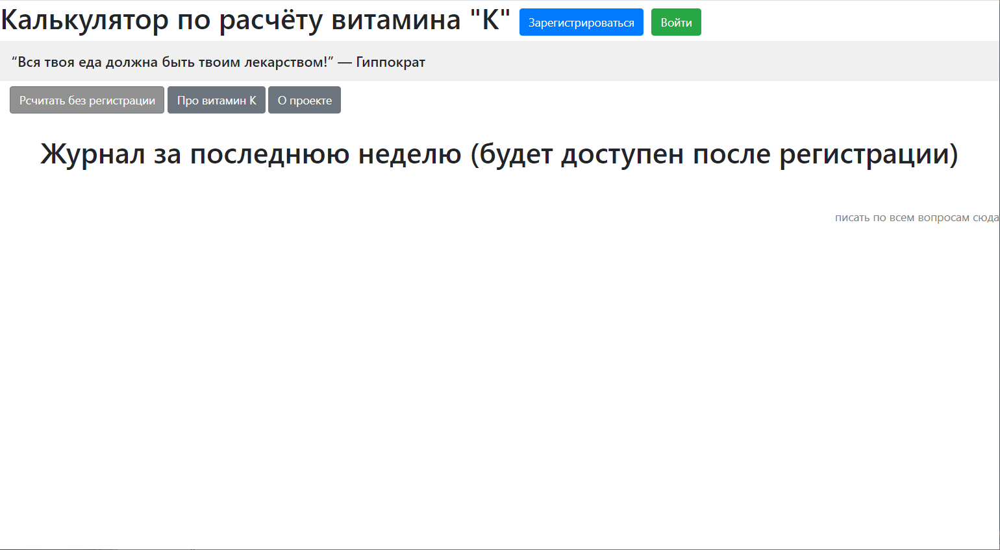 Калькулятор по расчёту витамина "К" Зарегистрироваться Войти
“Вся твоя еда должна быть твоим лекарством!” — Гиппократ
Рсчитать без регистрации Про витамин К О проекте
Журнал за последнюю неделю (будет доступен после регистрации)
писать по всем вопросам сюда